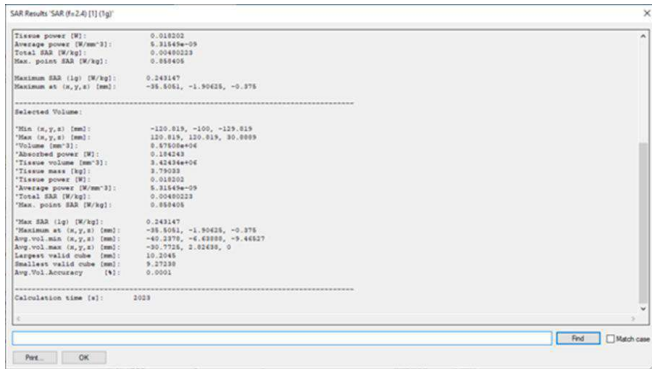 SAR Results 'SAR (f=2.4) [1] (1g)'
Tissue power [W]: 0.018202
Average power [W/mm^3]: 5.31549e-09
Total SAR [W/kg]: 0.00480223
Max. point SAR [W/kg]: 0.858405
Maximum SAR (1g) [W/kg]: 0.243147
Maximum at (x,y,z) [mm]: -35.5051, -1.90625, -0.375
Selected Volume:
"Min (x,y,z) [mm]: -120.819, -100, -129.819
"Max (x,y,z) [mm]: 120.819, 120.819, 30.8889
"Volume [mm^3]: 8.57508e+06
"Absorbed power [W]: 0.184243
"Tissue volume [mm^3]: 3.42434e+06
"Tissue mass [kg]: 3.79033
"Tissue power [W]: 0.018202
"Average power [W/mm^3]: 5.31549e-09
"Total SAR [W/kg]: 0.00480223
"Max. point SAR [W/kg]: 0.858405
"Max SAR (1g) [W/kg]: 0.243147
"Maximum at (x,y,z) [mm]: -35.5051, -1.90625, -0.375
Avg.vol.min (x,y,z) [mm]: -40.2378, -6.63888, -9.46527
Avg.vol.max (x,y,z) [mm]: -30.7725, 2.82638, 0
Largest valid cube [mm]: 10.2045
Smallest valid cube [mm]: 9.27238
Avg.Vol.Accuracy [%]: 0.0001
Calculation time [s]: 2023
Find
Match case
Print...
OK